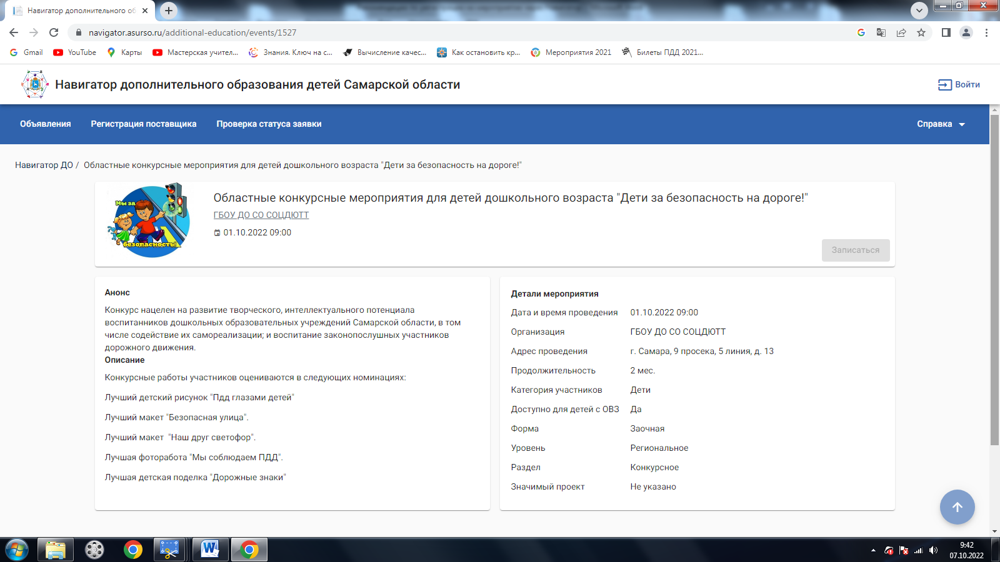 Навигатор дополнительного об
navigator.asurso.ru/additional-education/events/1527
Gmail
YouTube
Карты
Мастерская учител...
Знания. Ключ на с...
Вычисление качес...
Как остановить кр...
Мероприятия 2021
Билеты ПДД 2021...
Навигатор дополнительного образования детей Самарской области
Войти
Объявления
Регистрация поставщика
Проверка статуса заявки
Справка
Навигатор ДО / Областные конкурсные мероприятия для детей дошкольного возраста "Дети за безопасность на дороге!"
Мы за
безопасность!
Областные конкурсные мероприятия для детей дошкольного возраста "Дети за безопасность на дороге!"
ГБОУ ДО СО СОЦДЮТТ
01.10.2022 09:00
Записаться
Анонс
Конкурс нацелен на развитие творческого, интеллектуального потенциала
воспитанников дошкольных образовательных учреждений Самарской области, в том
числе содействие их самореализации; и воспитание законопослушных участников
дорожного движения.
Описание
Конкурсные работы участников оцениваются в следующих номинациях:
Лучший детский рисунок "Пдд глазами детей"
Лучший макет "Безопасная улица".
Лучший макет "Наш друг светофор".
Лучшая фоторабота "Мы соблюдаем ПДД".
Лучшая детская поделка "Дорожные знаки"
Детали мероприятия
Дата и время проведения 01.10.2022 09:00
Организация ГБОУ ДО СО СОЦДЮТТ
Адрес проведения г. Самара, 9 просека, 5 линия, д. 13
Продолжительность 2 мес.
Категория участников Дети
Доступно для детей с ОВЗ Да
Форма Заочная
Уровень Региональное
Раздел Конкурсное
Значимый проект Не указано
9:42
07.10.2022